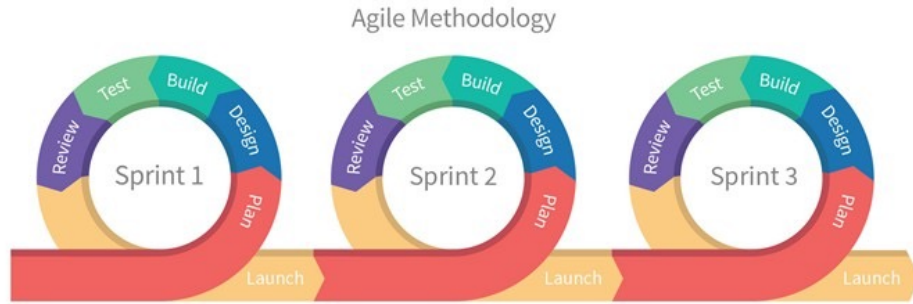 Agile Methodology
Test Build
Review Design
Sprint 1
Plan
Launch
Test Build
Review Design
Sprint 2
Plan
Launch
Test Build
Review Design
Sprint 3
Plan
Launch